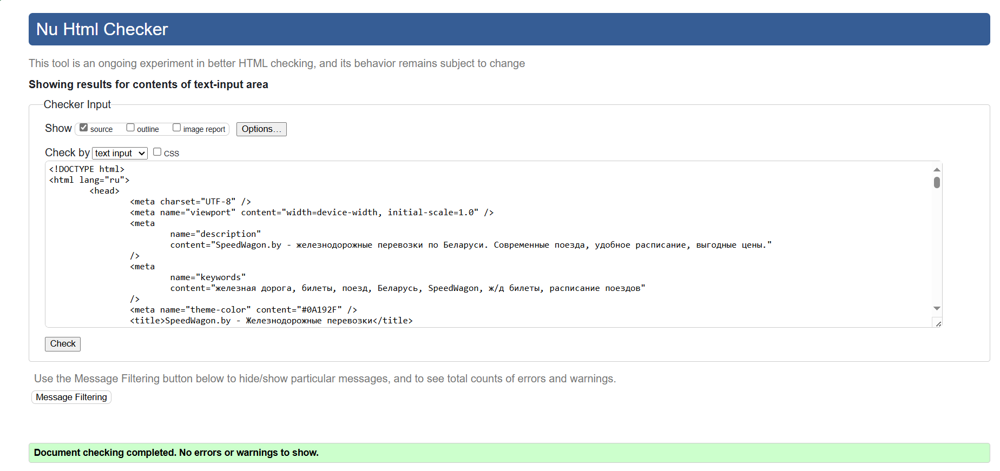 Nu Html Checker
This tool is an ongoing experiment in better HTML checking, and its behavior remains subject to change
Showing results for contents of text-input area
Checker Input
Show source outline image report Options...
Check by text input CSS
<!DOCTYPE html>
<html lang="ru">
<head>
<meta charset="UTF-8" />
<meta name="viewport" content="width=device-width, initial-scale=1.0" />
<meta
name="description"
content="SpeedWagon.by - железнодорожные перевозки по Беларуси. Современные поезда, удобное расписание, выгодные цены."
/>
<meta
name="keywords"
content="железная дорога, билеты, поезд, Беларусь, SpeedWagon, ж/д билеты, расписание поездов"
/>
<meta name="theme-color" content="#0A192F" />
<title>SpeedWagon.by - Железнодорожные перевозки</title>
Check
Use the Message Filtering button below to hide/show particular messages, and to see total counts of errors and warnings.
Message Filtering
Document checking completed. No errors or warnings to show.